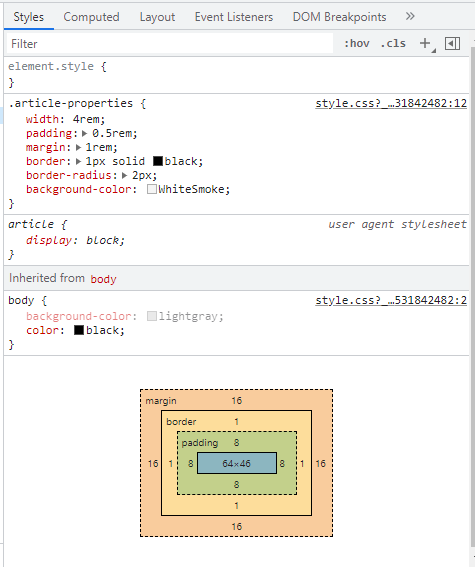 Styles Computed Layout Event Listeners DOM Breakpoints »
Filter :hov .cls +
element.style {
}
.article-properties { style.css?_…31842482:12
width: 4rem;
padding: 0.5rem;
margin: 1rem;
border: 1px solid black;
border-radius: 2px;
background-color: WhiteSmoke;
}
article { user agent stylesheet
display: block;
}
Inherited from body
body { style.css?_…531842482:2
background-color: lightgray;
color: black;
}
margin 16
border 1
padding 8
16 1 8 64×46 8 1 16
8
1
16